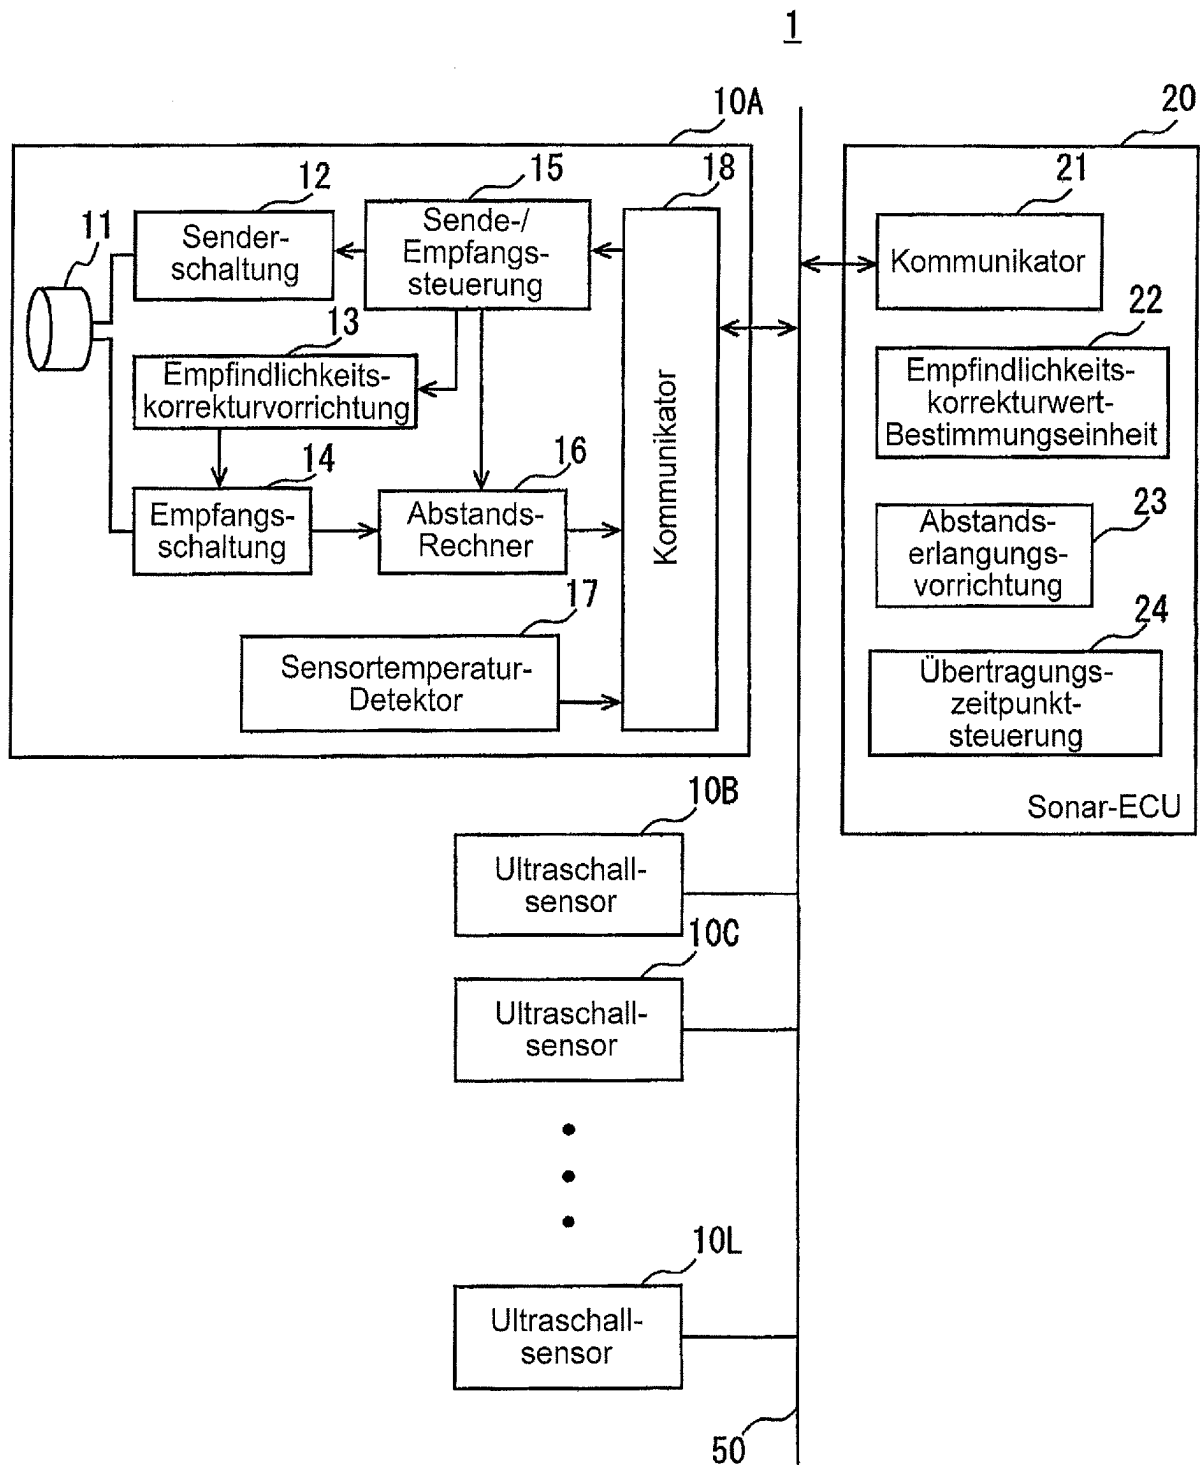 1
10A
20
11
12
Sender-
schaltung
15
Sende-/
Empfangs-
steuerung
18
Kommunikator
13
Empfindlichkeits-
korrekturvorrichtung
14
Empfangs-
schaltung
16
Abstands-
Rechner
17
Sensortemperatur-
Detektor
21
Kommunikator
22
Empfindlichkeits-
korrekturwert-
Bestimmungseinheit
23
Abstands-
erlangungs-
vorrichtung
24
Übertragungs-
zeitpunkt-
steuerung
Sonar-ECU
10B
Ultraschall-
sensor
10C
Ultraschall-
sensor
10L
Ultraschall-
sensor
50